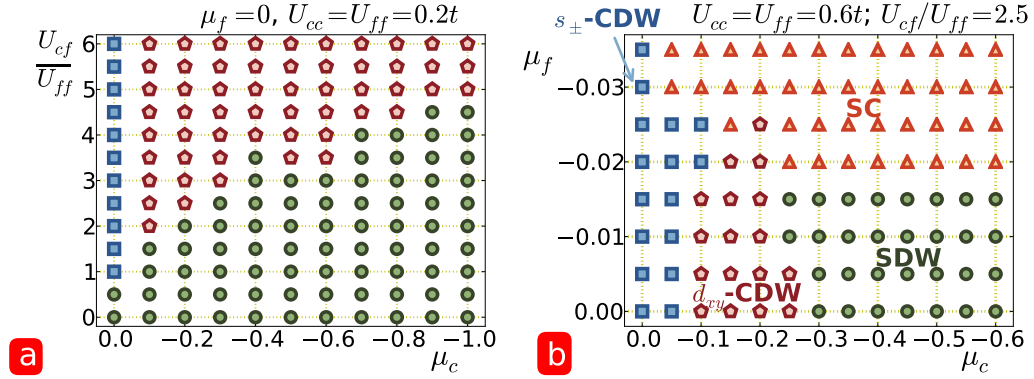 μ_f = 0, U_cc = U_ff = 0.2t
U_cf
U_ff
6
5
4
3
2
1
0
0.0 −0.2 −0.4 −0.6 −0.8 −1.0
μ_c
a
U_cc = U_ff = 0.6t; U_cf/U_ff = 2.5
s_±-CDW
μ_f
−0.03
SC
−0.02
−0.01
SDW
d_xy-CDW
0.00
0.0 −0.1 −0.2 −0.3 −0.4 −0.5 −0.6
μ_c
b